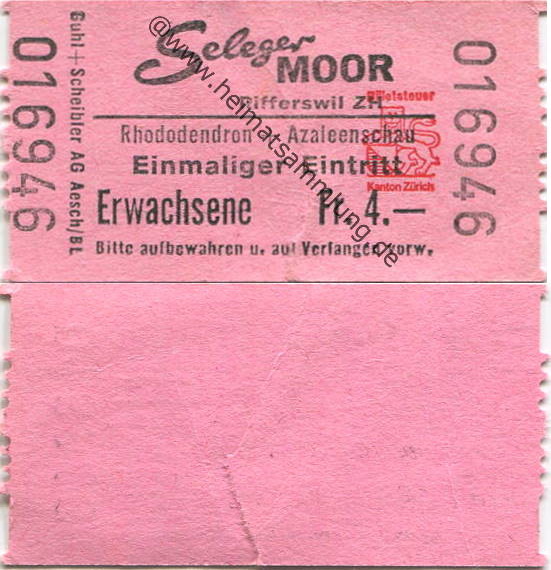 Guhl + Scheibler AG Aesch/BL
016946
Seleger
MOOR
Rifferswil ZH
Rhododendron- + Azaleenschau
Einmaliger Eintritt
Erwachsene Fr. 4.—
Bitte aufbewahren u. auf Verlangen vorw.
Billetsteuer
Kanton Zürich
016946
@www.heimatsammlung.de